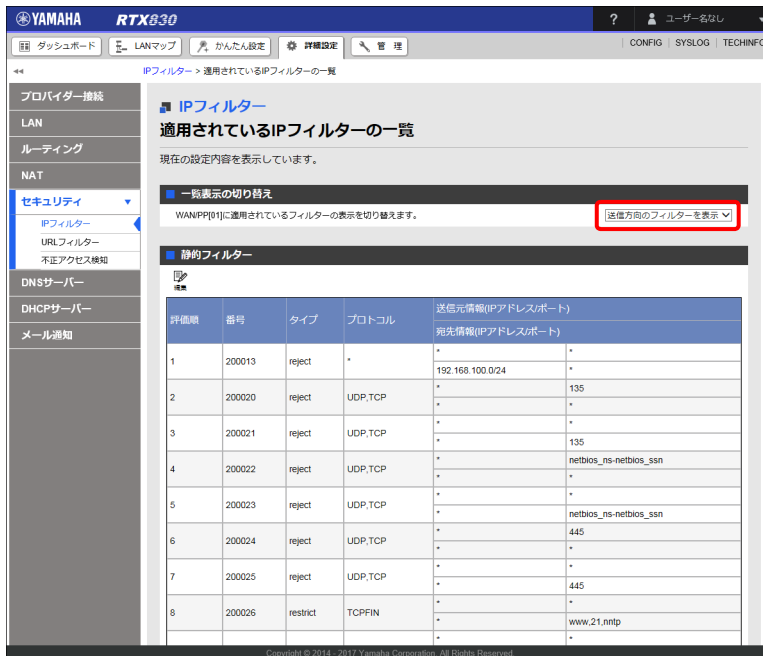 YAMAHA RTX830 ? ユーザー名なし
ダッシュボード LANマップ かんたん設定 詳細設定 管理 CONFIG SYSLOG TECHINFO
IPフィルター > 適用されているIPフィルターの一覧
プロバイダー接続
LAN
ルーティング
NAT
セキュリティ
IPフィルター
URLフィルター
不正アクセス検知
DNSサーバー
DHCPサーバー
メール通知
IPフィルター
適用されているIPフィルターの一覧
現在の設定内容を表示しています。
一覧表示の切り替え
WAN/PP[01]に適用されているフィルターの表示を切り替えます。 送信方向のフィルターを表示
静的フィルター
編集
評価順 番号 タイプ プロトコル 送信元情報(IPアドレス/ポート)
宛先情報(IPアドレス/ポート)
1 200013 reject * * *
192.168.100.0/24 *
2 200020 reject UDP,TCP * 135
* *
3 200021 reject UDP,TCP * *
* 135
4 200022 reject UDP,TCP * netbios_ns-netbios_ssn
* *
5 200023 reject UDP,TCP * *
* netbios_ns-netbios_ssn
6 200024 reject UDP,TCP * 445
* *
7 200025 reject UDP,TCP * *
* 445
8 200026 restrict TCPFIN * *
* www,21,nntp
* *
Copyright © 2014 - 2017 Yamaha Corporation. All Rights Reserved.